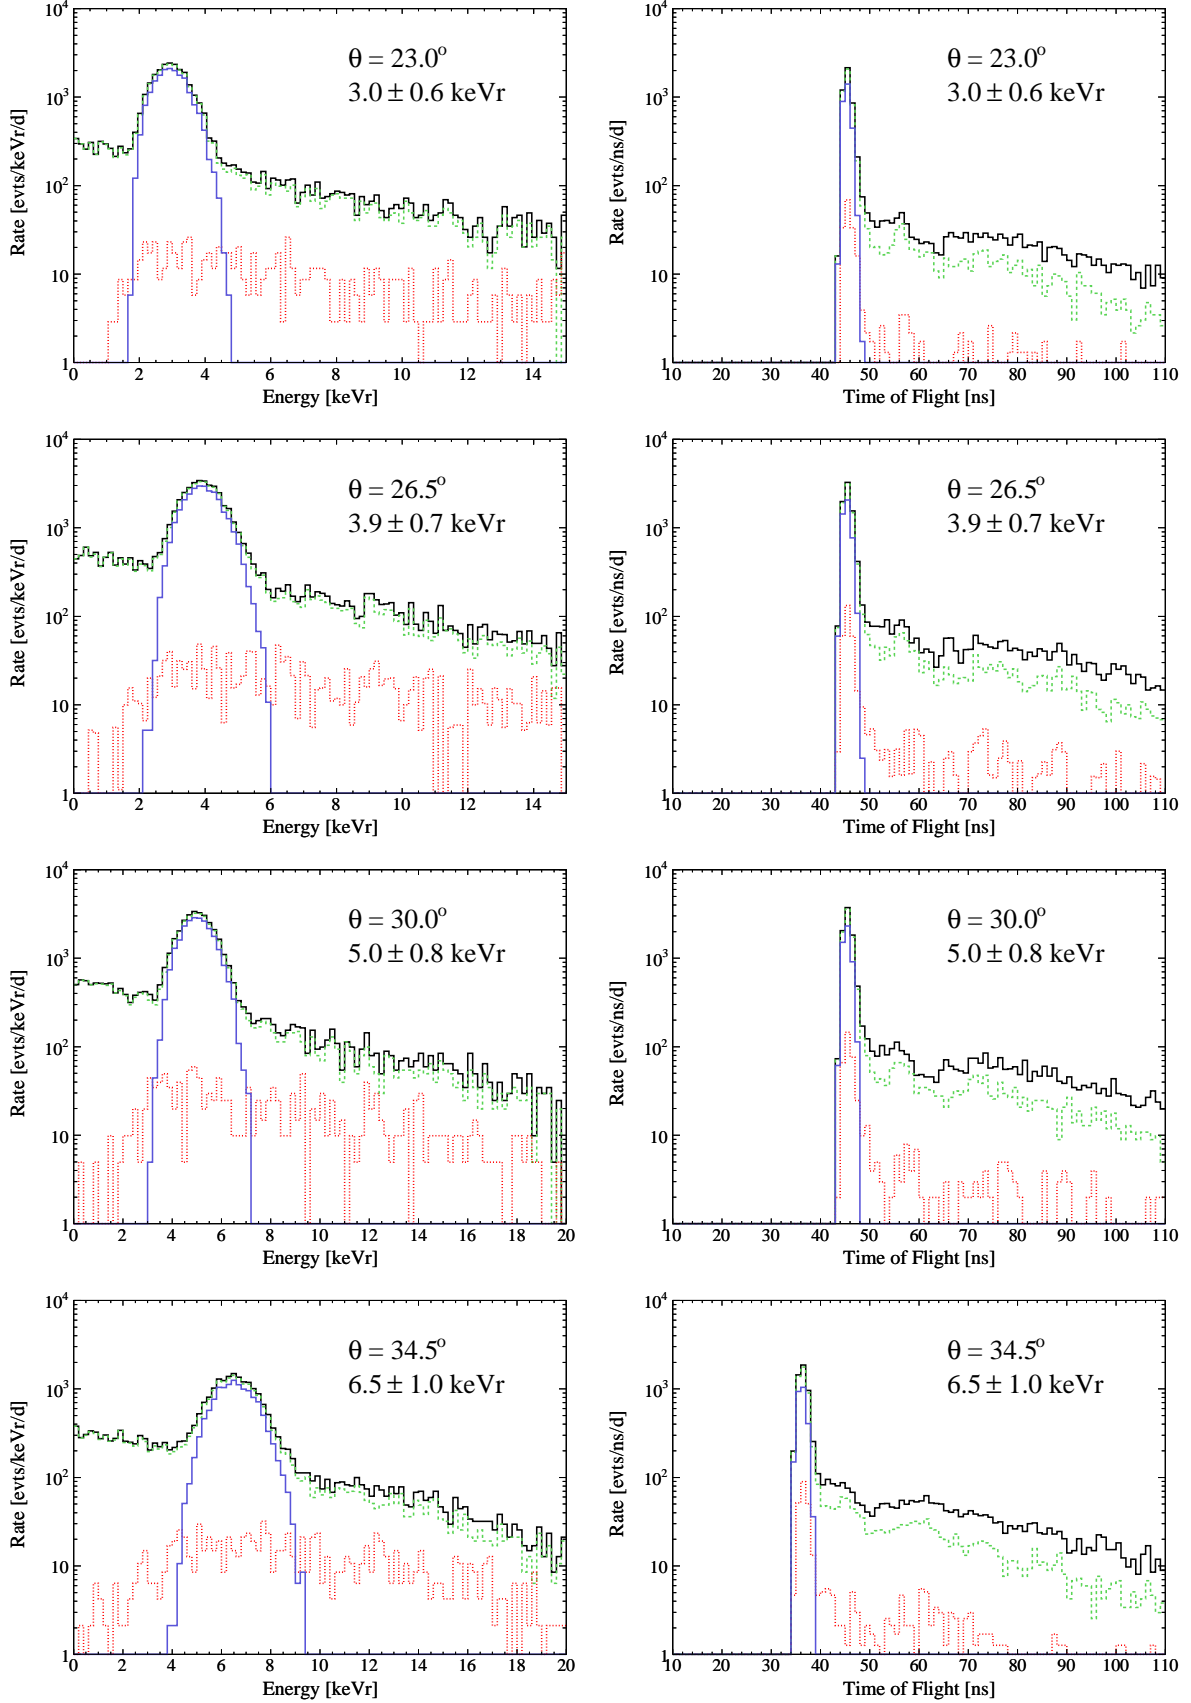 10^4
10^3
10^2
10
1
Rate [evts/keVr/d]
θ = 23.0°
3.0 ± 0.6 keVr
0 2 4 6 8 10 12 14
Energy [keVr]
10^4
10^3
10^2
10
1
Rate [evts/ns/d]
θ = 23.0°
3.0 ± 0.6 keVr
10 20 30 40 50 60 70 80 90 100 110
Time of Flight [ns]
10^4
10^3
10^2
10
1
Rate [evts/keVr/d]
θ = 26.5°
3.9 ± 0.7 keVr
0 2 4 6 8 10 12 14
Energy [keVr]
10^4
10^3
10^2
10
1
Rate [evts/ns/d]
θ = 26.5°
3.9 ± 0.7 keVr
10 20 30 40 50 60 70 80 90 100 110
Time of Flight [ns]
10^4
10^3
10^2
10
1
Rate [evts/keVr/d]
θ = 30.0°
5.0 ± 0.8 keVr
0 2 4 6 8 10 12 14 16 18 20
Energy [keVr]
10^4
10^3
10^2
10
1
Rate [evts/ns/d]
θ = 30.0°
5.0 ± 0.8 keVr
10 20 30 40 50 60 70 80 90 100 110
Time of Flight [ns]
10^4
10^3
10^2
10
1
Rate [evts/keVr/d]
θ = 34.5°
6.5 ± 1.0 keVr
0 2 4 6 8 10 12 14 16 18 20
Energy [keVr]
10^4
10^3
10^2
10
1
Rate [evts/ns/d]
θ = 34.5°
6.5 ± 1.0 keVr
10 20 30 40 50 60 70 80 90 100 110
Time of Flight [ns]